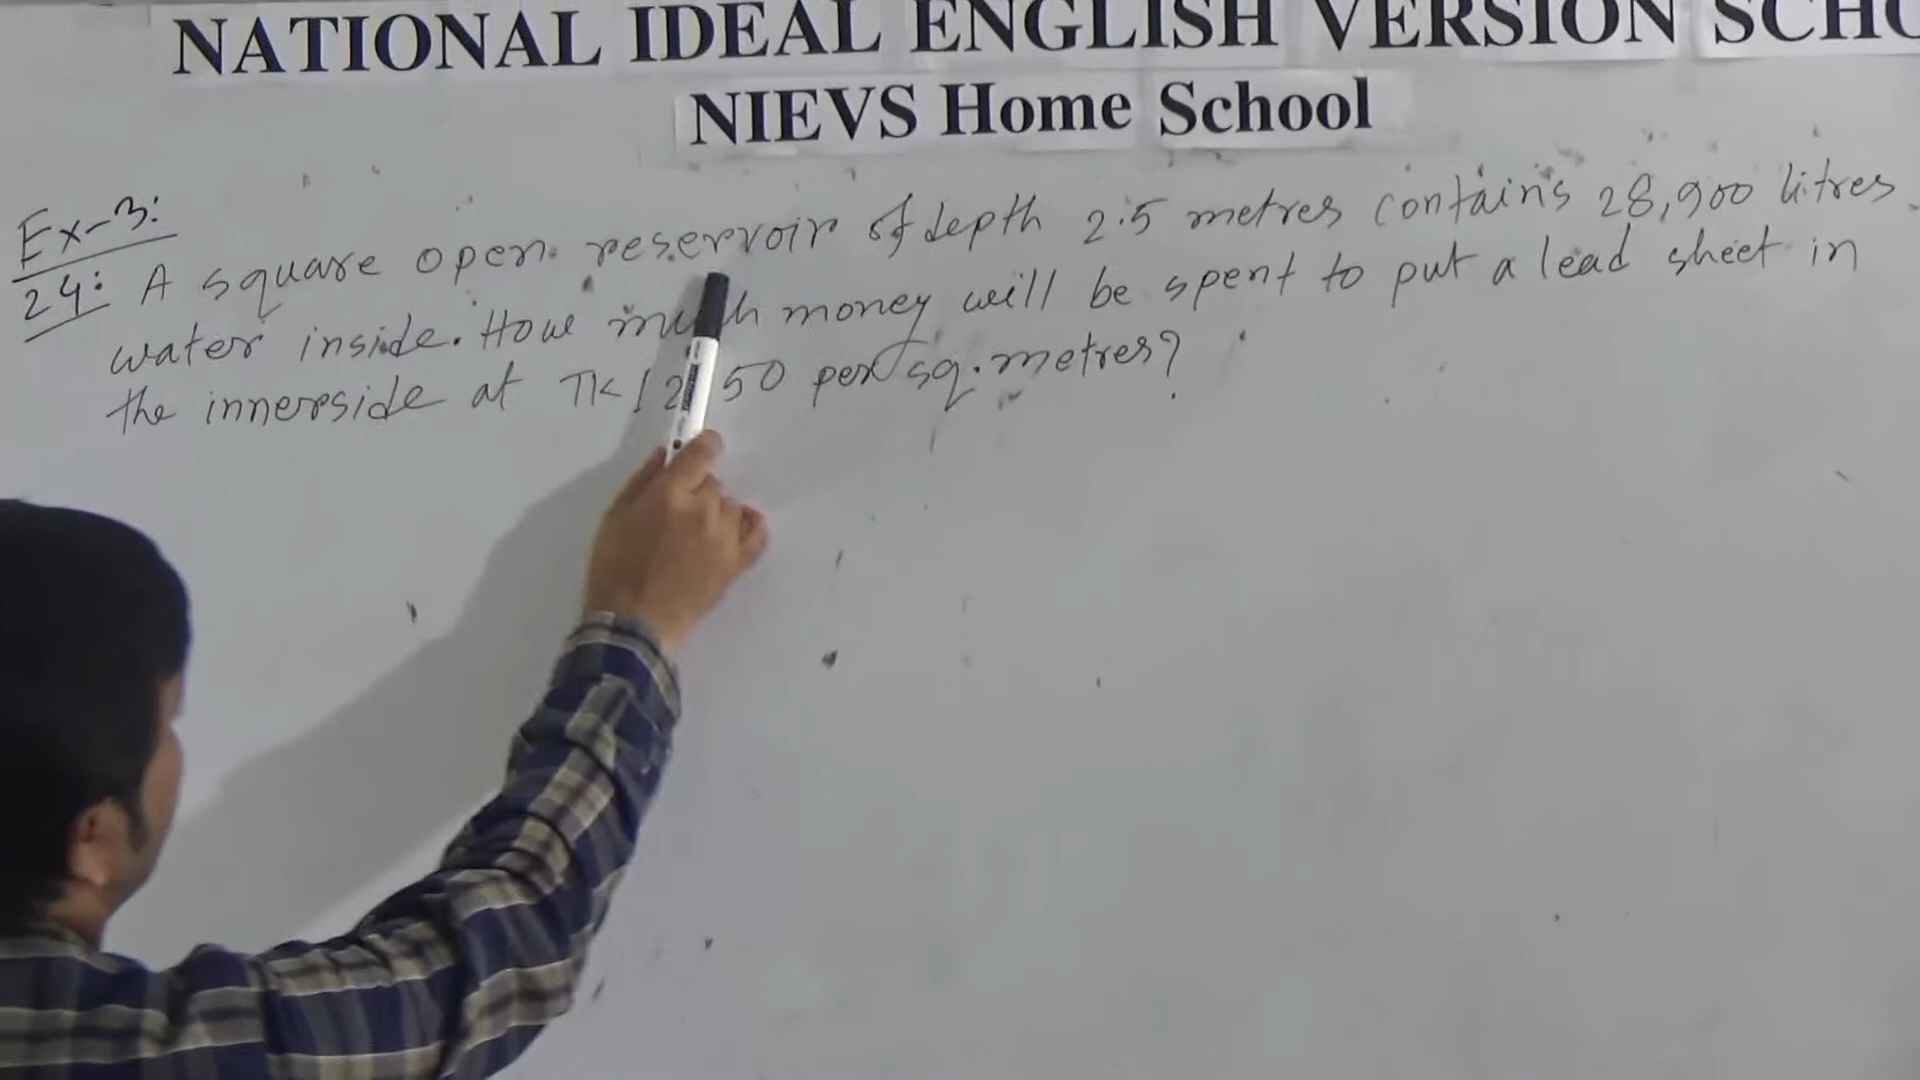 NATIONAL IDEAL ENGLISH VERSION SCHO
NIEVS Home School
Ex-3:
24: A square open reservoir of depth 2.5 metres contains 28,900 litres
water inside. How much money will be spent to put a lead sheet in
the innerside at TK 12 50 per sq. metres?